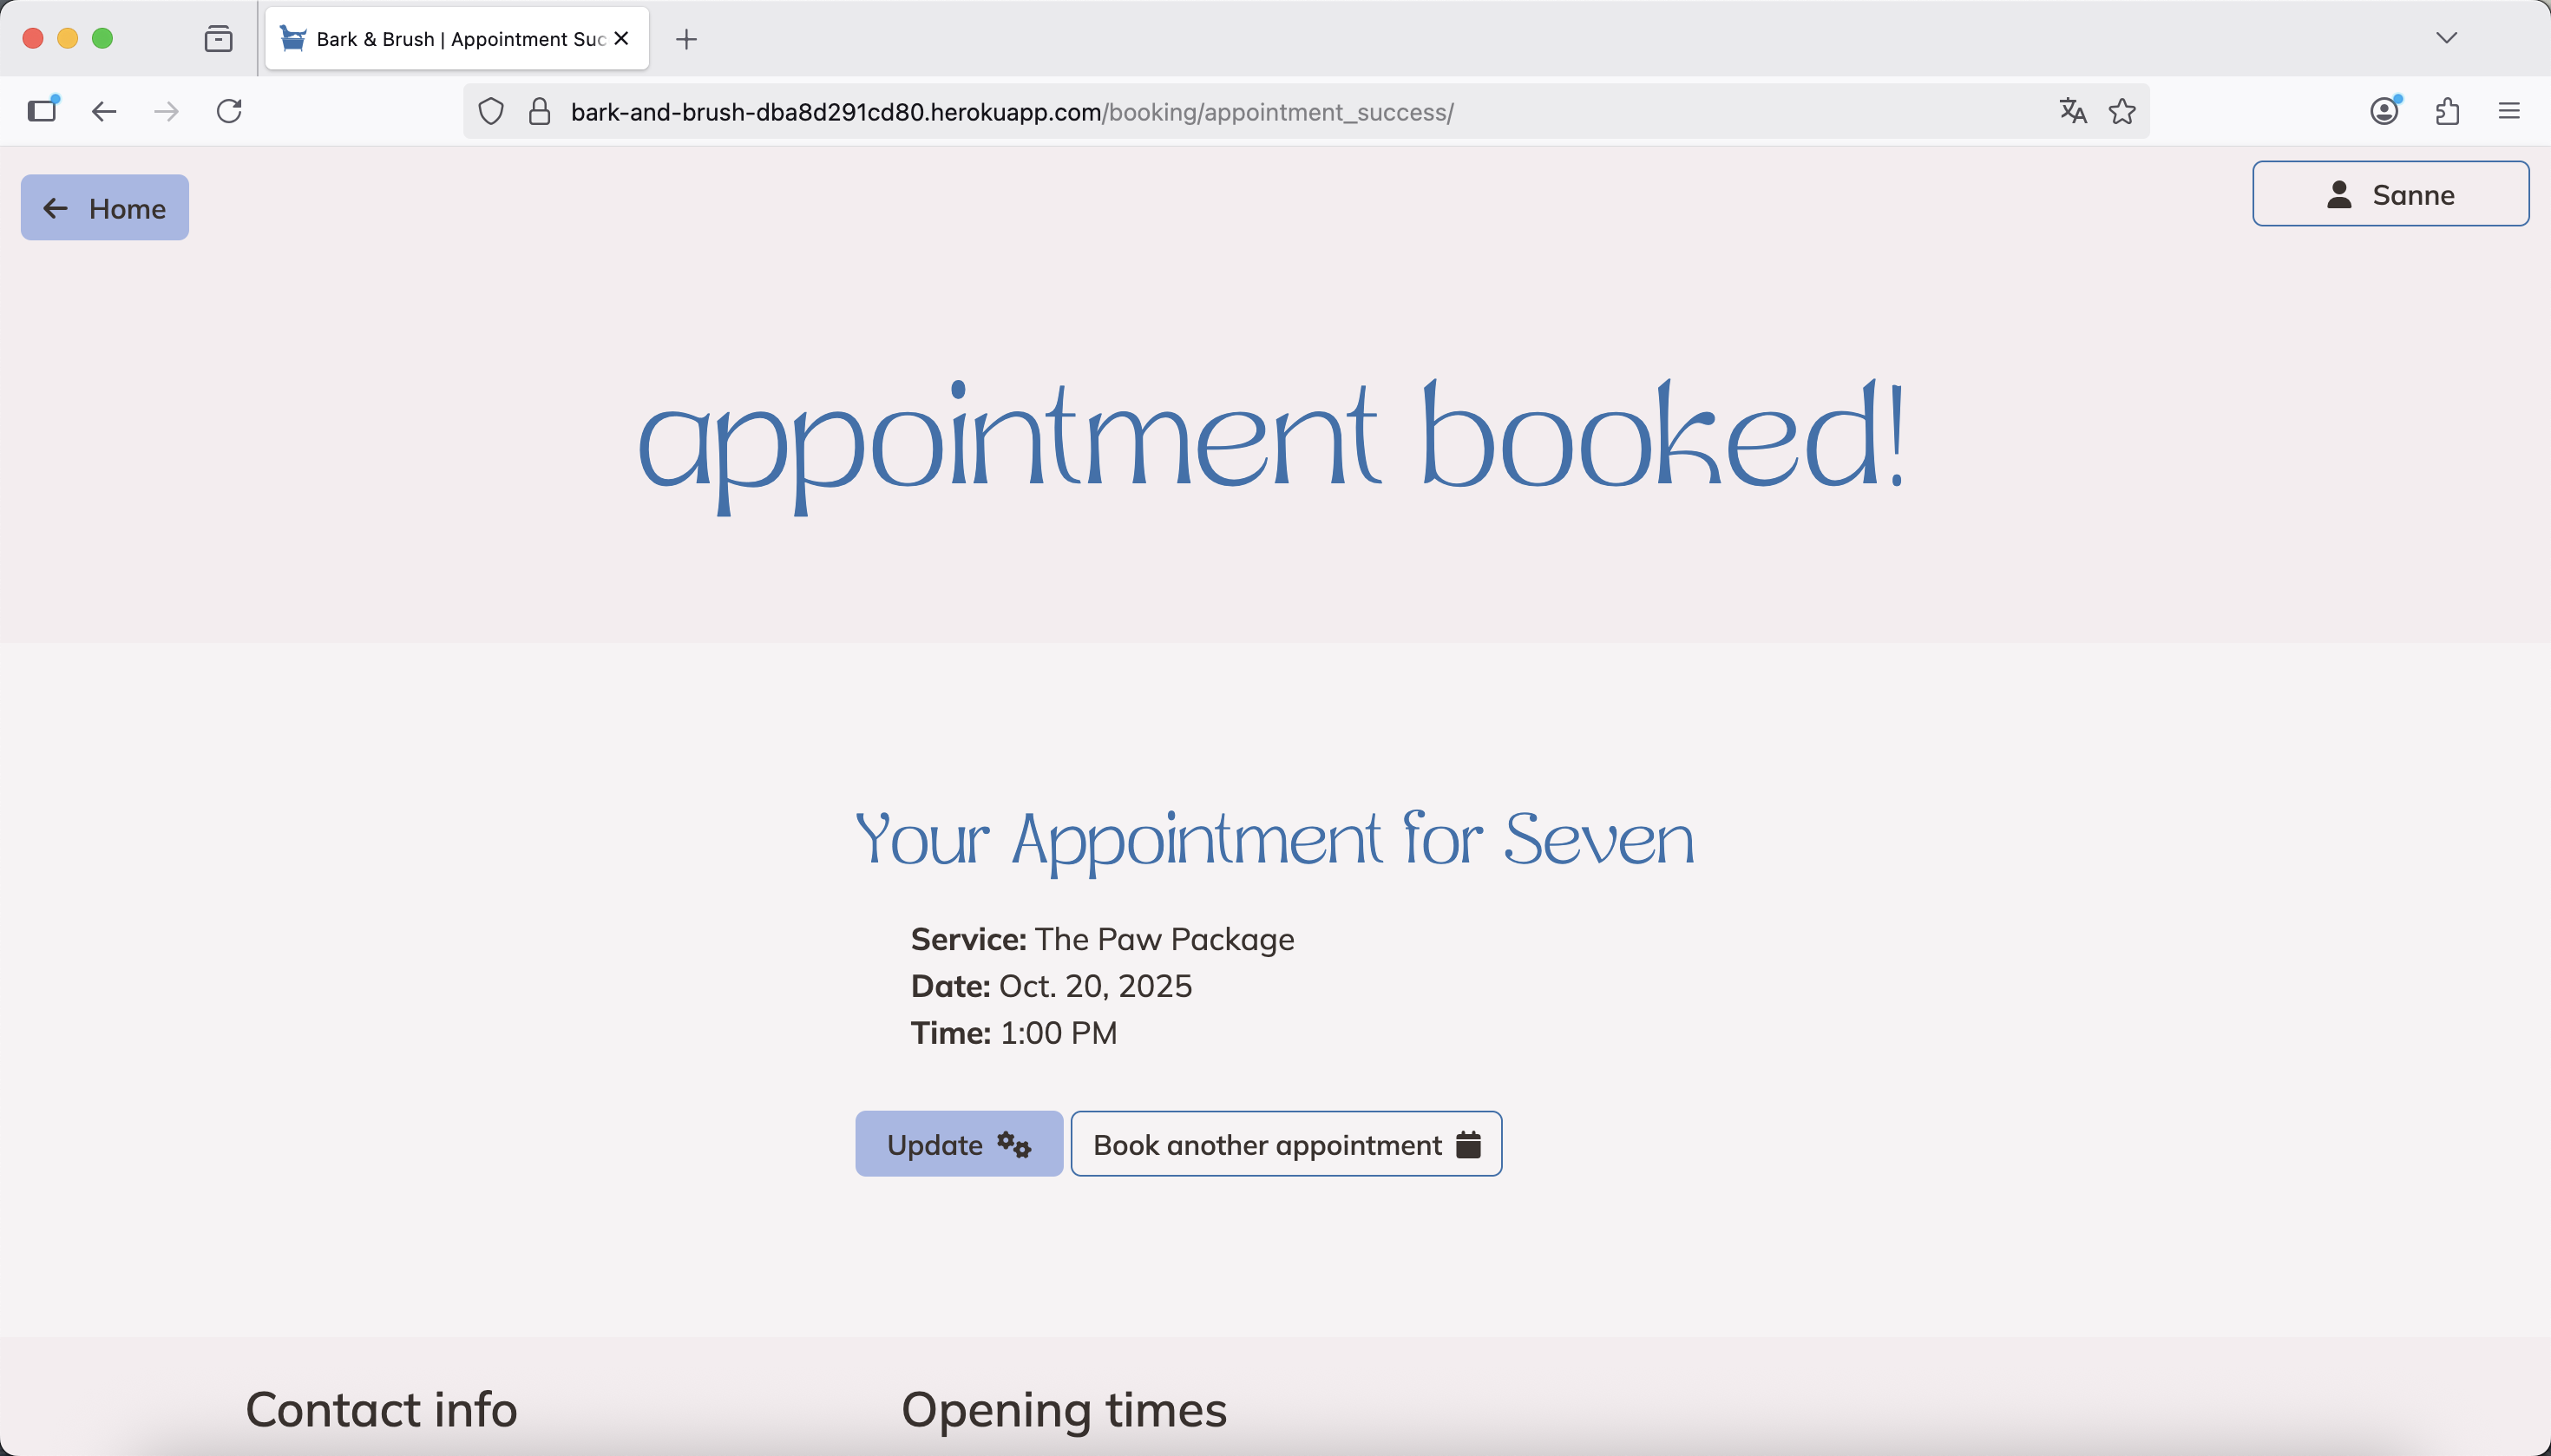 Bark & Brush | Appointment Suc
bark-and-brush-dba8d291cd80.herokuapp.com/booking/appointment_success/
Home
Sanne
appointment booked!
Your Appointment for Seven
Service: The Paw Package
Date: Oct. 20, 2025
Time: 1:00 PM
Update
Book another appointment
Contact info
Opening times